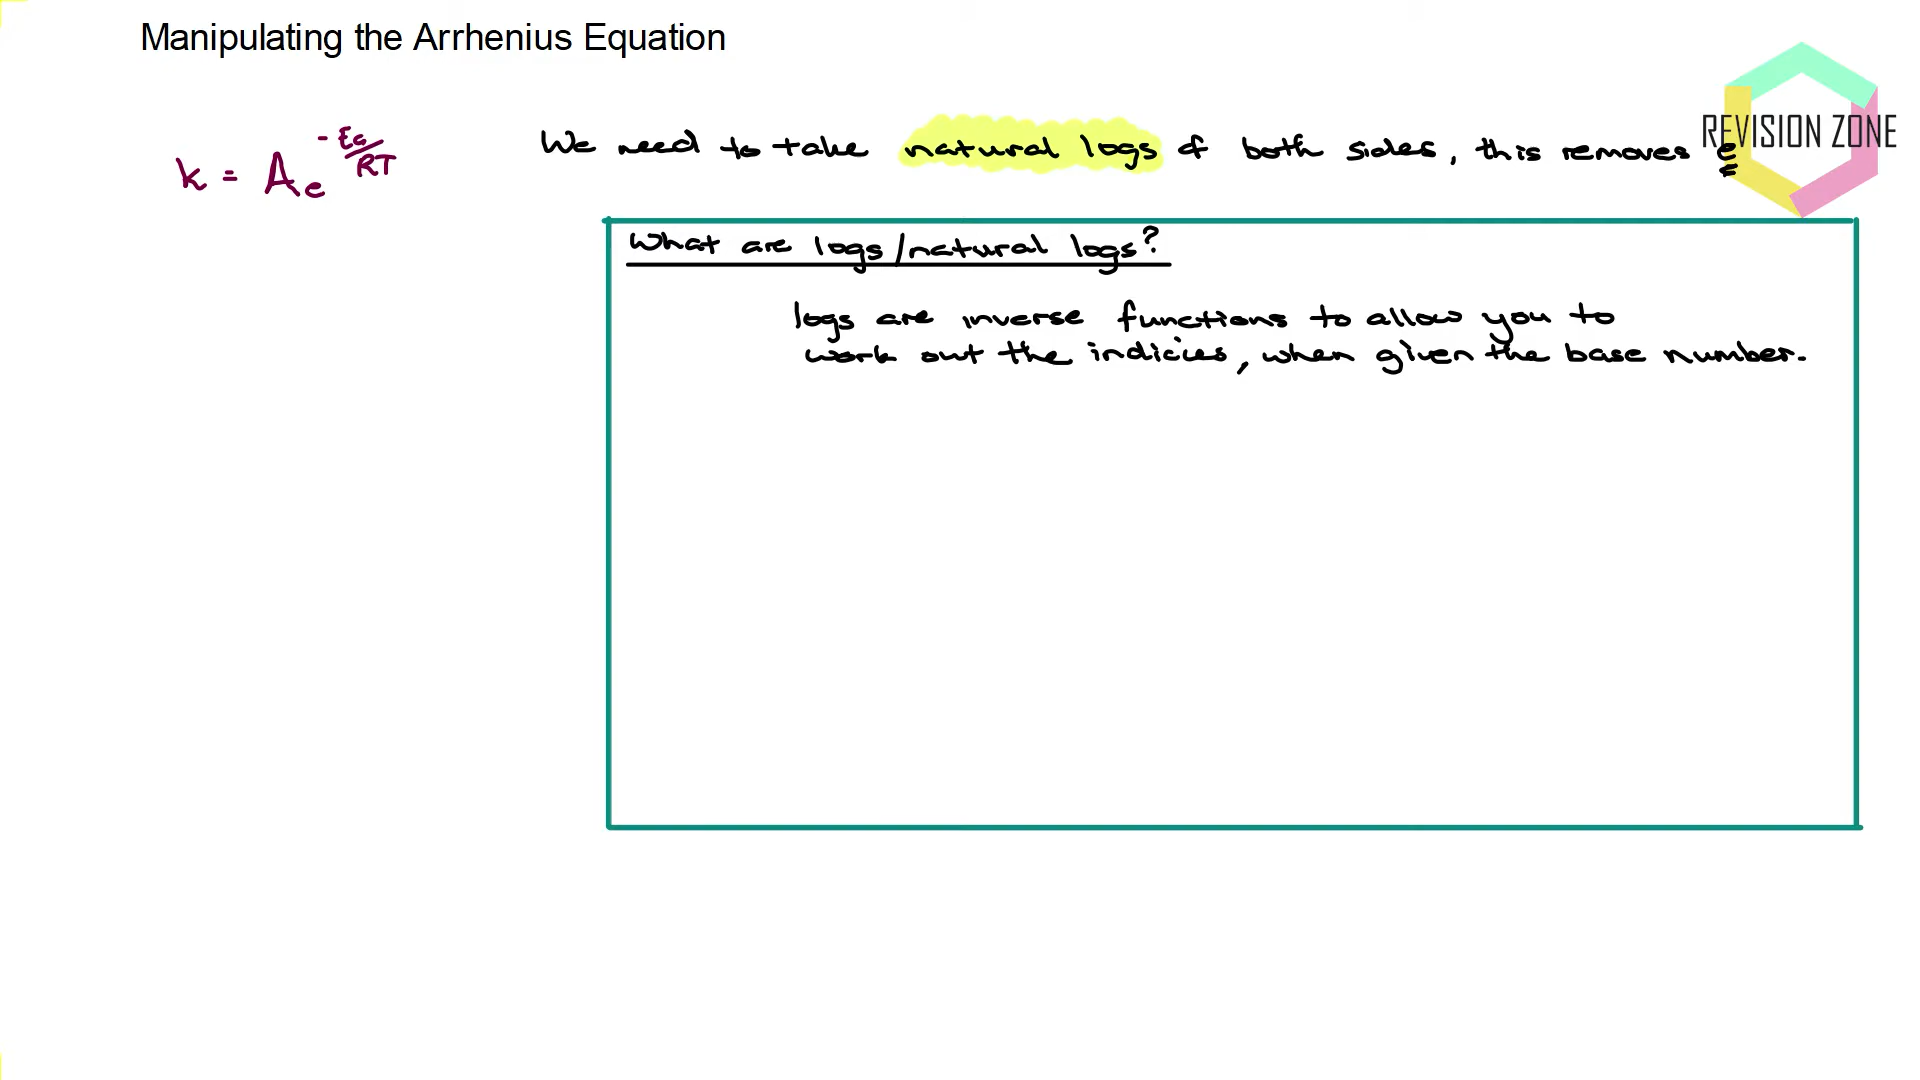 Manipulating the Arrhenius Equation
k = Ae^-Ea/RT
We need to take natural logs of both sides, this removes e
REVISION ZONE
What are logs/natural logs?
logs are inverse functions to allow you to
work out the indicies, when given the base number.